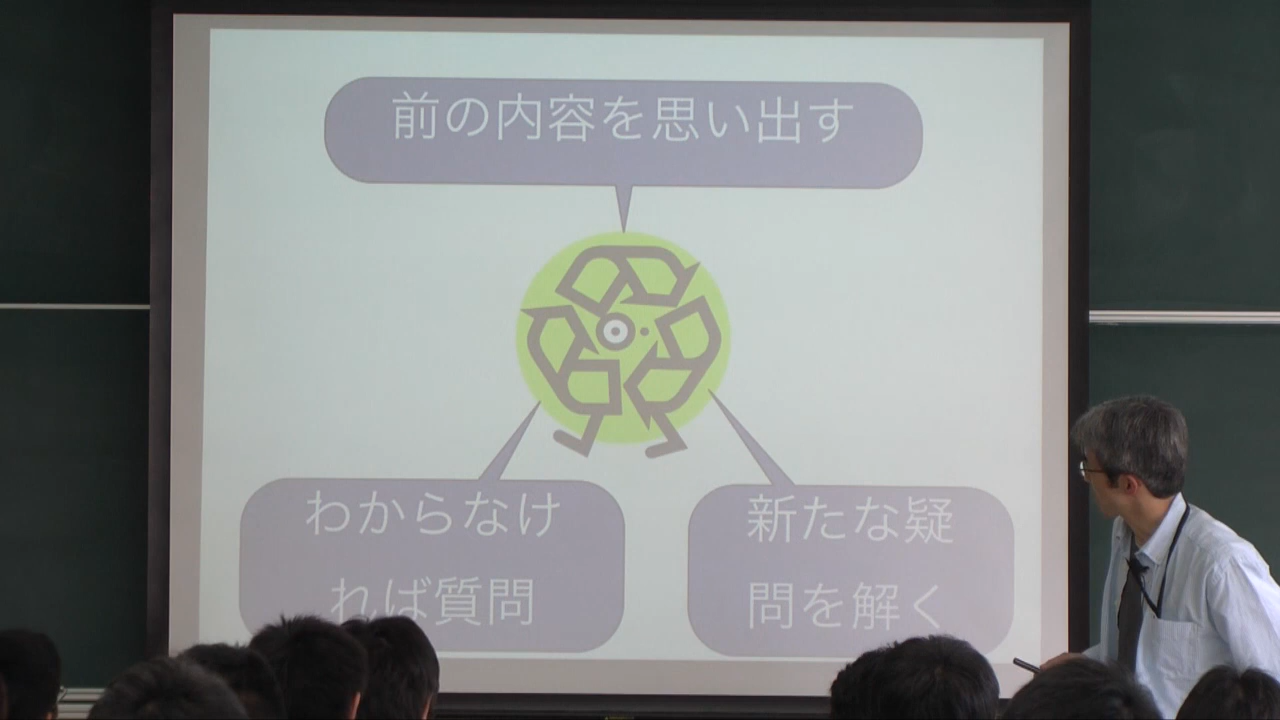 前の内容を思い出す
わからなけ
れば質問
新たな疑
問を解く